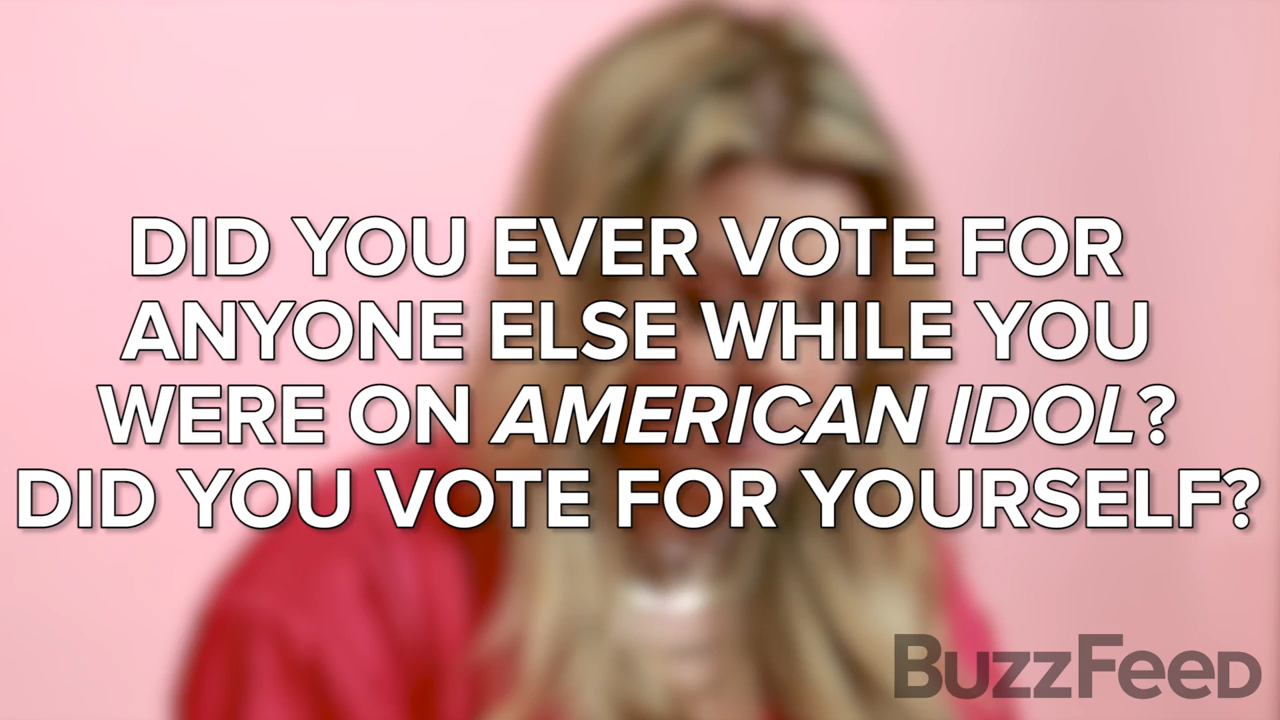 DID YOU EVER VOTE FOR
ANYONE ELSE WHILE YOU
WERE ON AMERICAN IDOL?
DID YOU VOTE FOR YOURSELF?
BuzzFeed